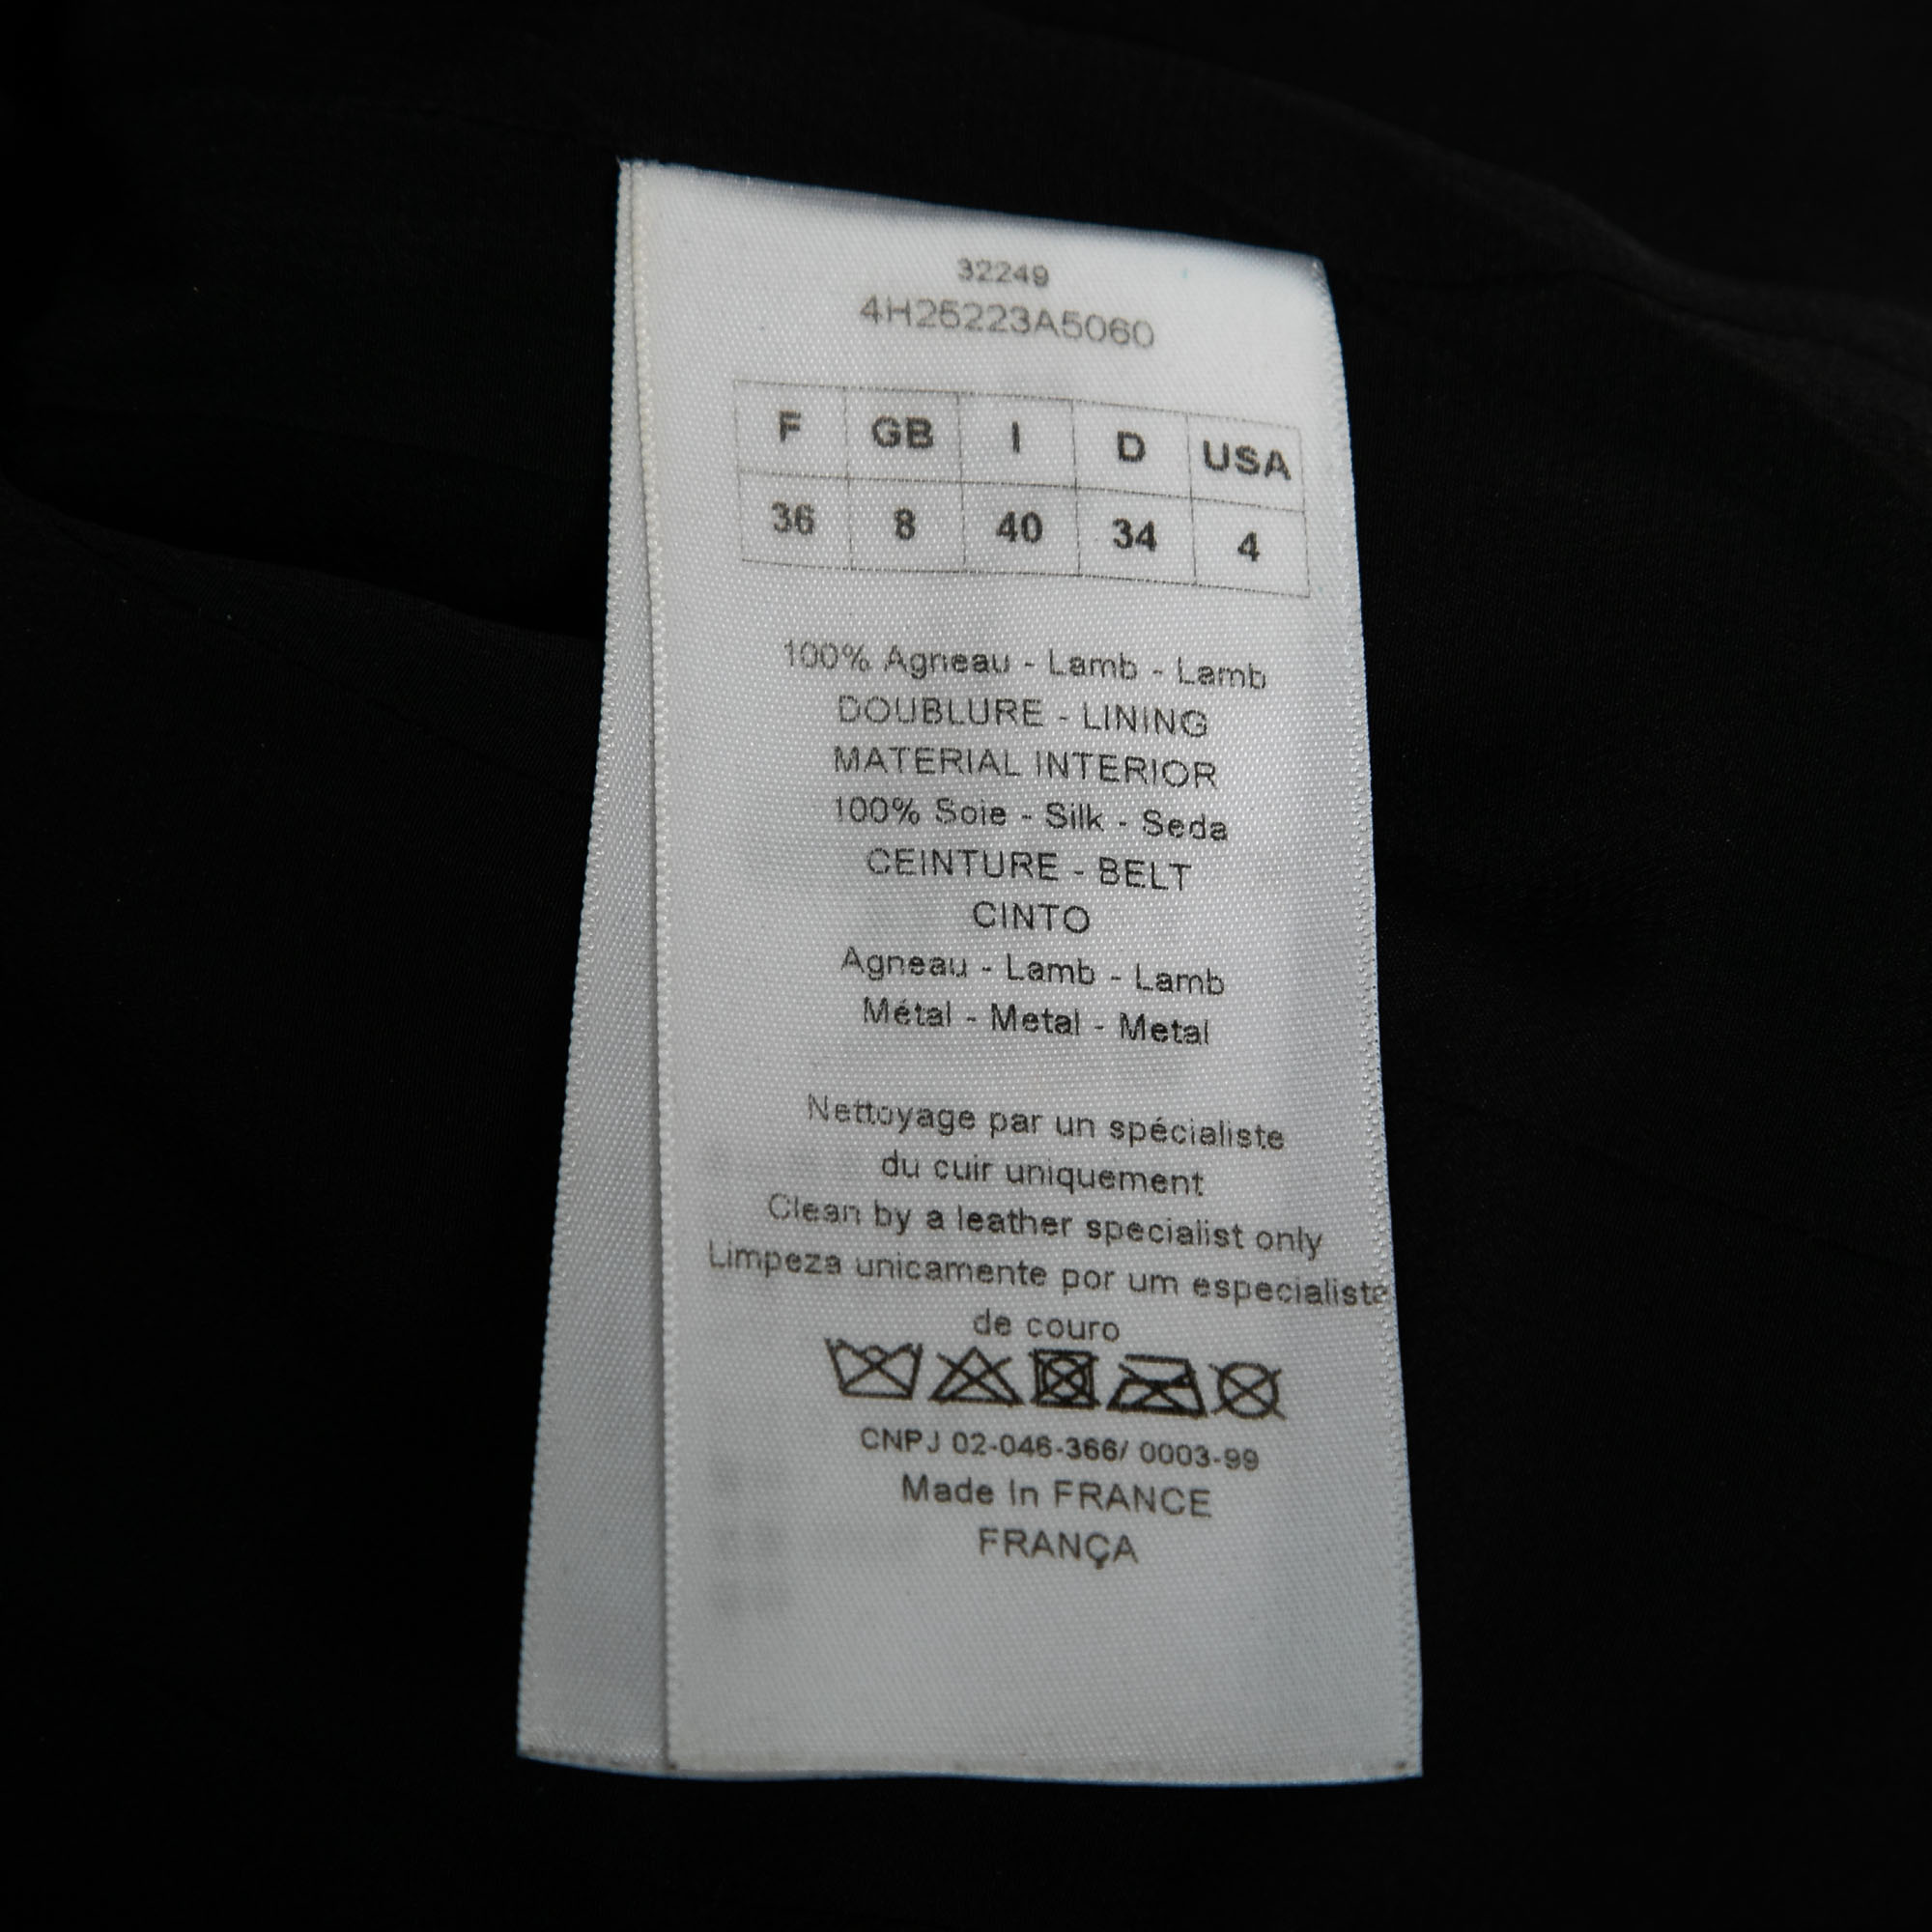 32249
4H25223A5060
F GB I D USA
36 8 40 34 4
100% Agneau - Lamb - Lamb
DOUBLURE - LINING
MATERIAL INTERIOR
100% Soie - Silk - Seda
CEINTURE - BELT
CINTO
Agneau - Lamb - Lamb
Métal - Metal - Metal
Nettoyage par un spécialiste
du cuir uniquement
Clean by a leather specialist only
Limpeza unicamente por um especialiste
de couro
CNPJ 02-046-366/ 0003-99
Made In FRANCE
FRANÇA